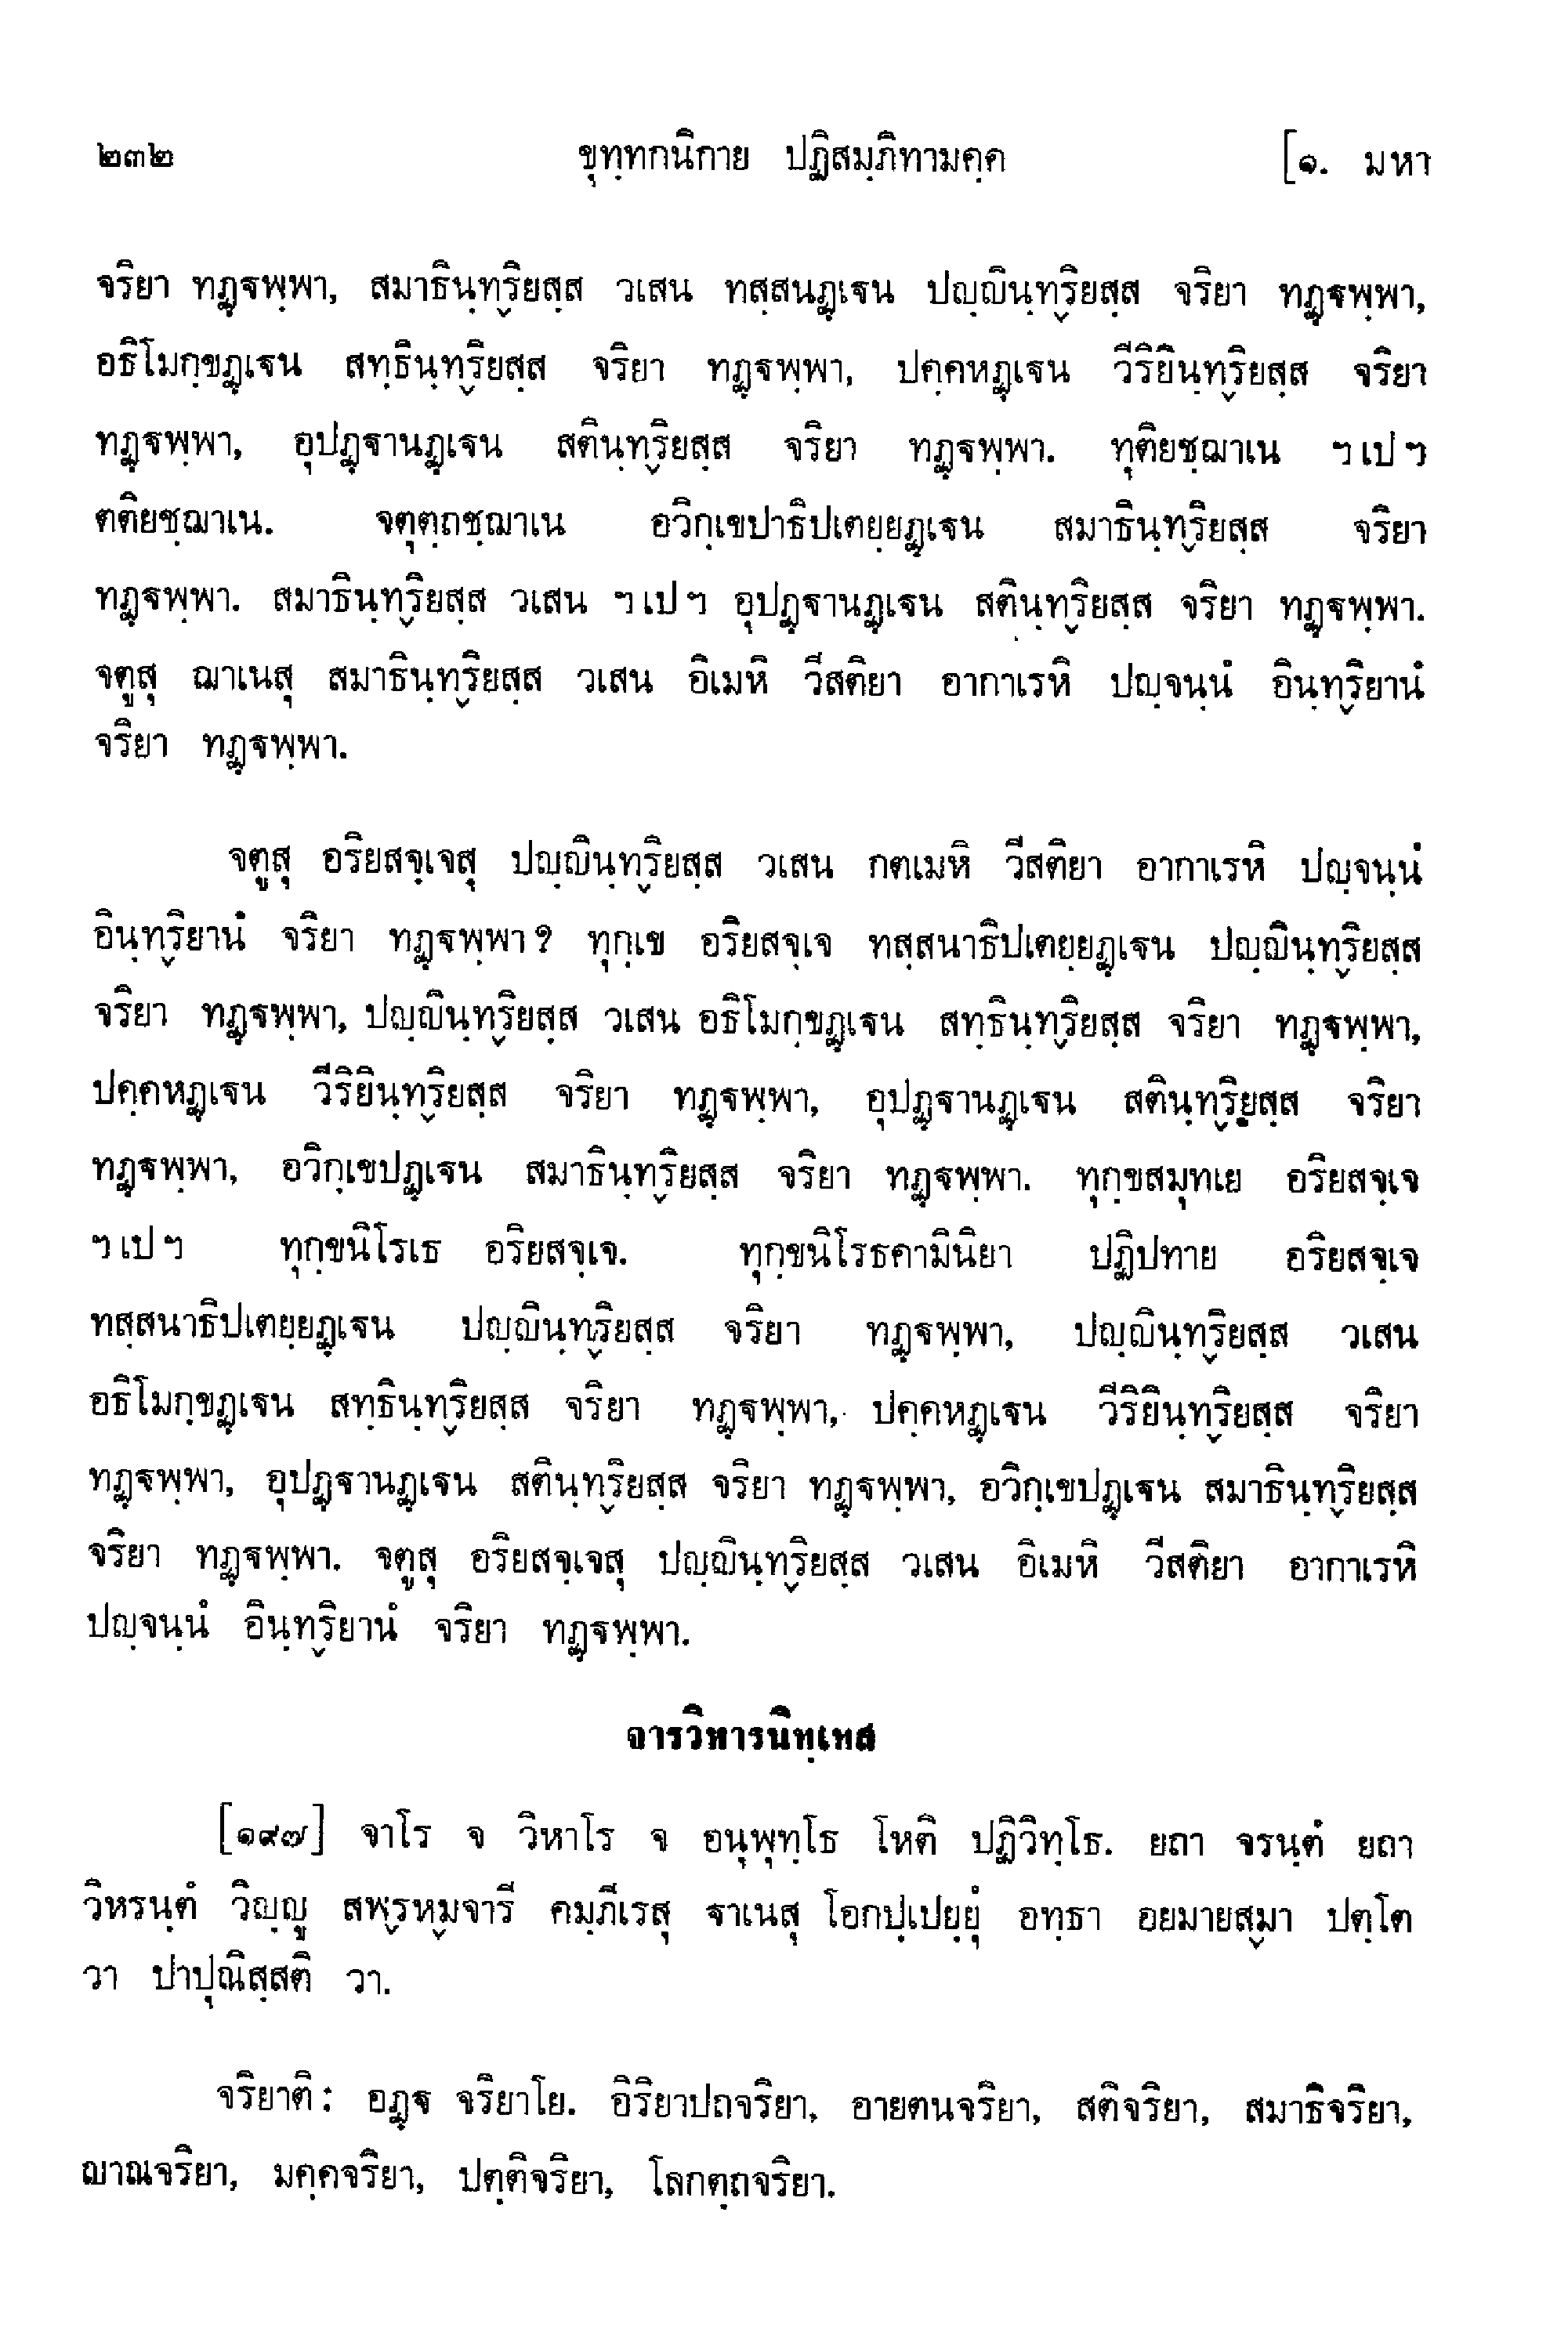 ๒๓๒ ขุทฺทกนิกาย ปฏิสมฺภิทามคฺค [๑. มหา
จริยา ทฏฺฐพฺพา, สมาธินฺทฺริยสฺส วเสน ทสฺสนฏฺเฐน ปญฺญินฺทฺริยสฺส จริยา ทฏฺฐพฺพา,
อธิโมกฺขฏฺเฐน สทฺธินฺทฺริยสฺส จริยา ทฏฺฐพฺพา, ปคฺคหฏฺเฐน วีริยินฺทฺริยสฺส จริยา
ทฏฺฐพฺพา, อุปฏฺฐานฏฺเฐน สตินฺทฺริยสฺส จริยา ทฏฺฐพฺพา. ทุติยชฺฌาเน ฯ เป ฯ
ตติยชฺฌาเน. จตุตฺถชฺฌาเน อวิกฺเขปาธิปเตยฺยฏฺเฐน สมาธินฺทฺริยสฺส จริยา
ทฏฺฐพฺพา. สมาธินฺทฺริยสฺส วเสน ฯ เป ฯ อุปฏฺฐานฏฺเฐน สตินฺทฺริยสฺส จริยา ทฏฺฐพฺพา.
จตูสุ ฌาเนสุ สมาธินฺทฺริยสฺส วเสน อิเมหิ วีสติยา อากาเรหิ ปญฺจนฺนํ อินฺทฺริยานํ
จริยา ทฏฺฐพฺพา.
จตูสุ อริยสจฺเจสุ ปญฺญินฺทฺริยสฺส วเสน กตเมหิ วีสติยา อากาเรหิ ปญฺจนฺนํ
อินฺทฺริยานํ จริยา ทฏฺฐพฺพา? ทุกฺเข อริยสจฺเจ ทสฺสนาธิปเตยฺยฏฺเฐน ปญฺญินฺทฺริยสฺส
จริยา ทฏฺฐพฺพา, ปญฺญินฺทฺริยสฺส วเสน อธิโมกฺขฏฺเฐน สทฺธินฺทฺริยสฺส จริยา ทฏฺฐพฺพา,
ปคฺคหฏฺเฐน วีริยินฺทฺริยสฺส จริยา ทฏฺฐพฺพา, อุปฏฺฐานฏฺเฐน สตินฺทฺริยสฺส จริยา
ทฏฺฐพฺพา, อวิกฺเขปฏฺเฐน สมาธินฺทฺริยสฺส จริยา ทฏฺฐพฺพา. ทุกฺขสมุทเย อริยสจฺเจ
ฯ เป ฯ ทุกฺขนิโรเธ อริยสจฺเจ. ทุกฺขนิโรธคามินิยา ปฏิปทาย อริยสจฺเจ
ทสฺสนาธิปเตยฺยฏฺเฐน ปญฺญินฺทฺริยสฺส จริยา ทฏฺฐพฺพา, ปญฺญินฺทฺริยสฺส วเสน
อธิโมกฺขฏฺเฐน สทฺธินฺทฺริยสฺส จริยา ทฏฺฐพฺพา, ปคฺคหฏฺเฐน วีริยินฺทฺริยสฺส จริยา
ทฏฺฐพฺพา, อุปฏฺฐานฏฺเฐน สตินฺทฺริยสฺส จริยา ทฏฺฐพฺพา, อวิกฺเขปฏฺเฐน สมาธินฺทฺริยสฺส
จริยา ทฏฺฐพฺพา. จตูสุ อริยสจฺเจสุ ปญฺญินฺทฺริยสฺส วเสน อิเมหิ วีสติยา อากาเรหิ
ปญฺจนฺนํ อินฺทฺริยานํ จริยา ทฏฺฐพฺพา.
จารวิหารนิทฺเทส
[๑๙๗] จาโร จ วิหาโร จ อนุพุทฺโธ โหติ ปฏิวิทฺโธ. ยถา จรนฺตํ ยถา
วิหรนฺตํ วิญฺญู สพฺรหฺมจารี คมฺภีเรสุ ฐาเนสุ โอกปฺเปยฺยุํ อทฺธา อยมายสฺมา ปตฺโต
วา ปาปุณิสฺสติ วา.
จริยาติ: อฏฺฐ จริยาโย. อิริยาปถจริยา, อายตนจริยา, สติจริยา, สมาธิจริยา,
ญาณจริยา, มคฺคจริยา, ปตฺติจริยา, โลกตฺถจริยา.